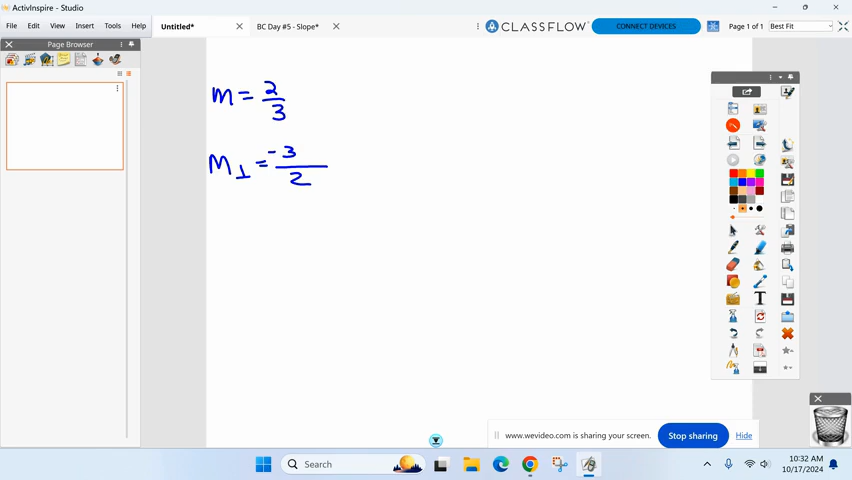 ActivInspire - Studio
File Edit View Insert Tools Help
Untitled*
BC Day #5 - Slope*
CLASSFLOW
CONNECT DEVICES
Page 1 of 1
Best Fit
Page Browser
m = 2/3
m⊥ = -3/2
T
www.wevideo.com is sharing your screen.
Stop sharing
Hide
Search
10:32 AM
10/17/2024